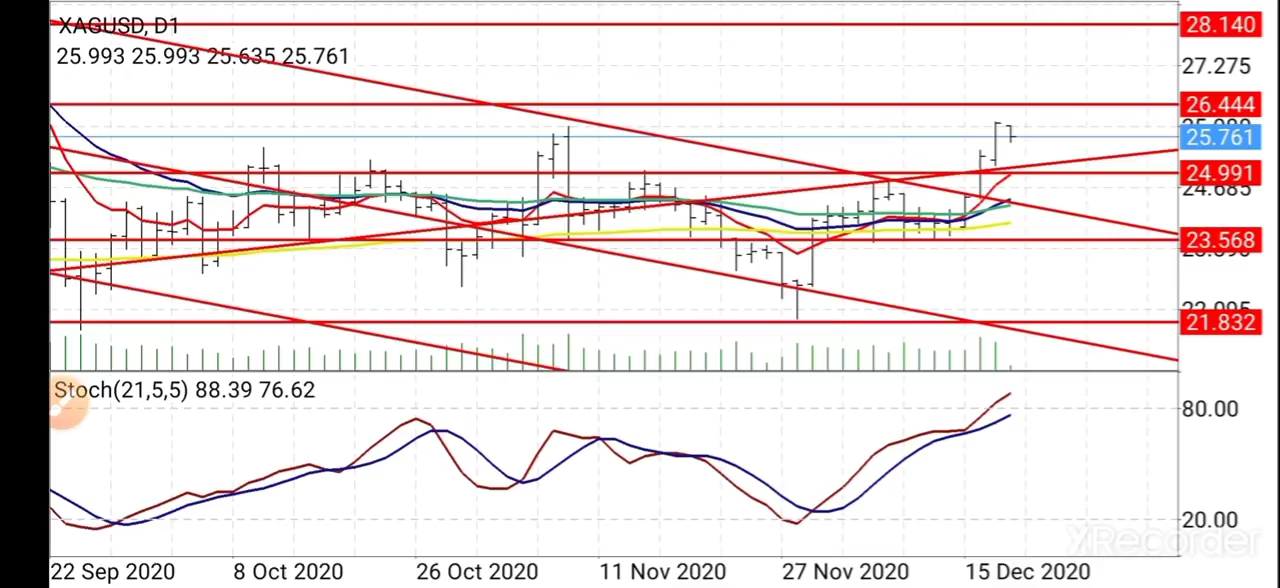 XAGUSD, D1
25.993 25.993 25.635 25.761
28.140
27.275
26.444
25.761
24.991
24.685
23.568
21.832
Stoch(21,5,5) 88.39 76.62
80.00
20.00
XRecorder
22 Sep 2020 8 Oct 2020 26 Oct 2020 11 Nov 2020 27 Nov 2020 15 Dec 2020